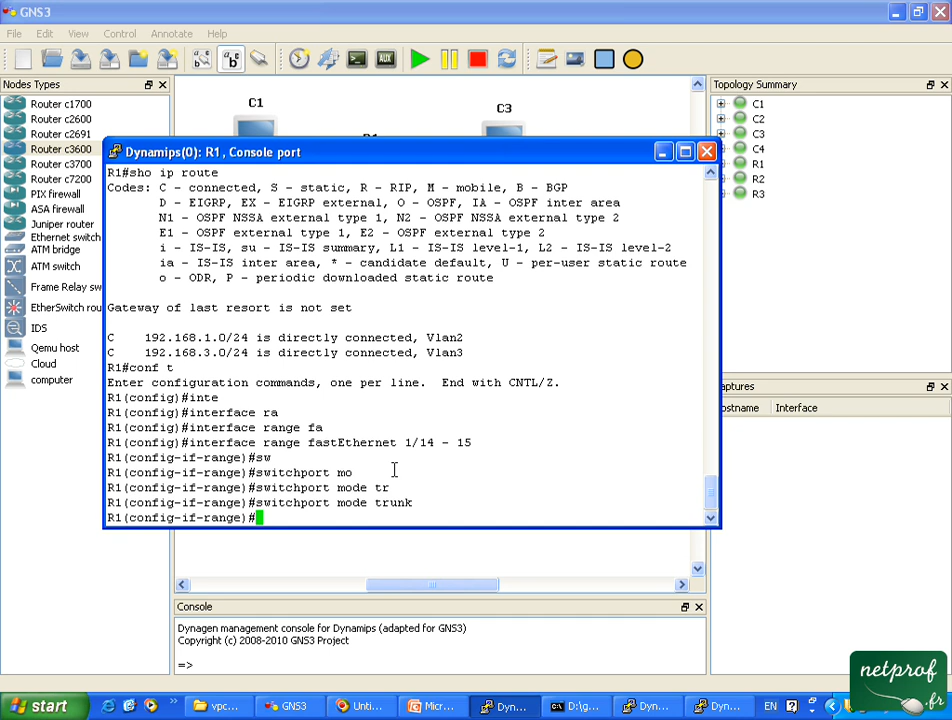 GNS3
File Edit View Control Annotate Help
Nodes Types
Router c1700
Router c2600
Router c2691
Router c3600
Router c3700
Router c7200
PIX firewall
ASA firewall
Juniper router
Ethernet switch
ATM bridge
ATM switch
Frame Relay sw
EtherSwitch rou
IDS
Qemu host
Cloud
computer
AUX
C1
C3
Dynamips(0): R1, Console port
R1#sho ip route
Codes: C - connected, S - static, R - RIP, M - mobile, B - BGP
D - EIGRP, EX - EIGRP external, O - OSPF, IA - OSPF inter area
N1 - OSPF NSSA external type 1, N2 - OSPF NSSA external type 2
E1 - OSPF external type 1, E2 - OSPF external type 2
i - IS-IS, su - IS-IS summary, L1 - IS-IS level-1, L2 - IS-IS level-2
ia - IS-IS inter area, * - candidate default, U - per-user static route
o - ODR, P - periodic downloaded static route
Gateway of last resort is not set
C 192.168.1.0/24 is directly connected, Vlan2
C 192.168.3.0/24 is directly connected, Vlan3
R1#conf t
Enter configuration commands, one per line. End with CNTL/Z.
R1(config)#inte
R1(config)#interface ra
R1(config)#interface range fa
R1(config)#interface range fastEthernet 1/14 - 15
R1(config-if-range)#sw
R1(config-if-range)#switchport mo
R1(config-if-range)#switchport mode tr
R1(config-if-range)#switchport mode trunk
R1(config-if-range)#
Topology Summary
C1
C2
C3
C4
R1
R2
R3
aptures
ostname Interface
Console
Dynagen management console for Dynamips (adapted for GNS3)
Copyright (c) 2008-2010 GNS3 Project
=>
netprof
.fr
start
vpc...
GNS3
Unti...
Micr...
Dyn...
D:\g...
Dyn...
Dyn...
EN